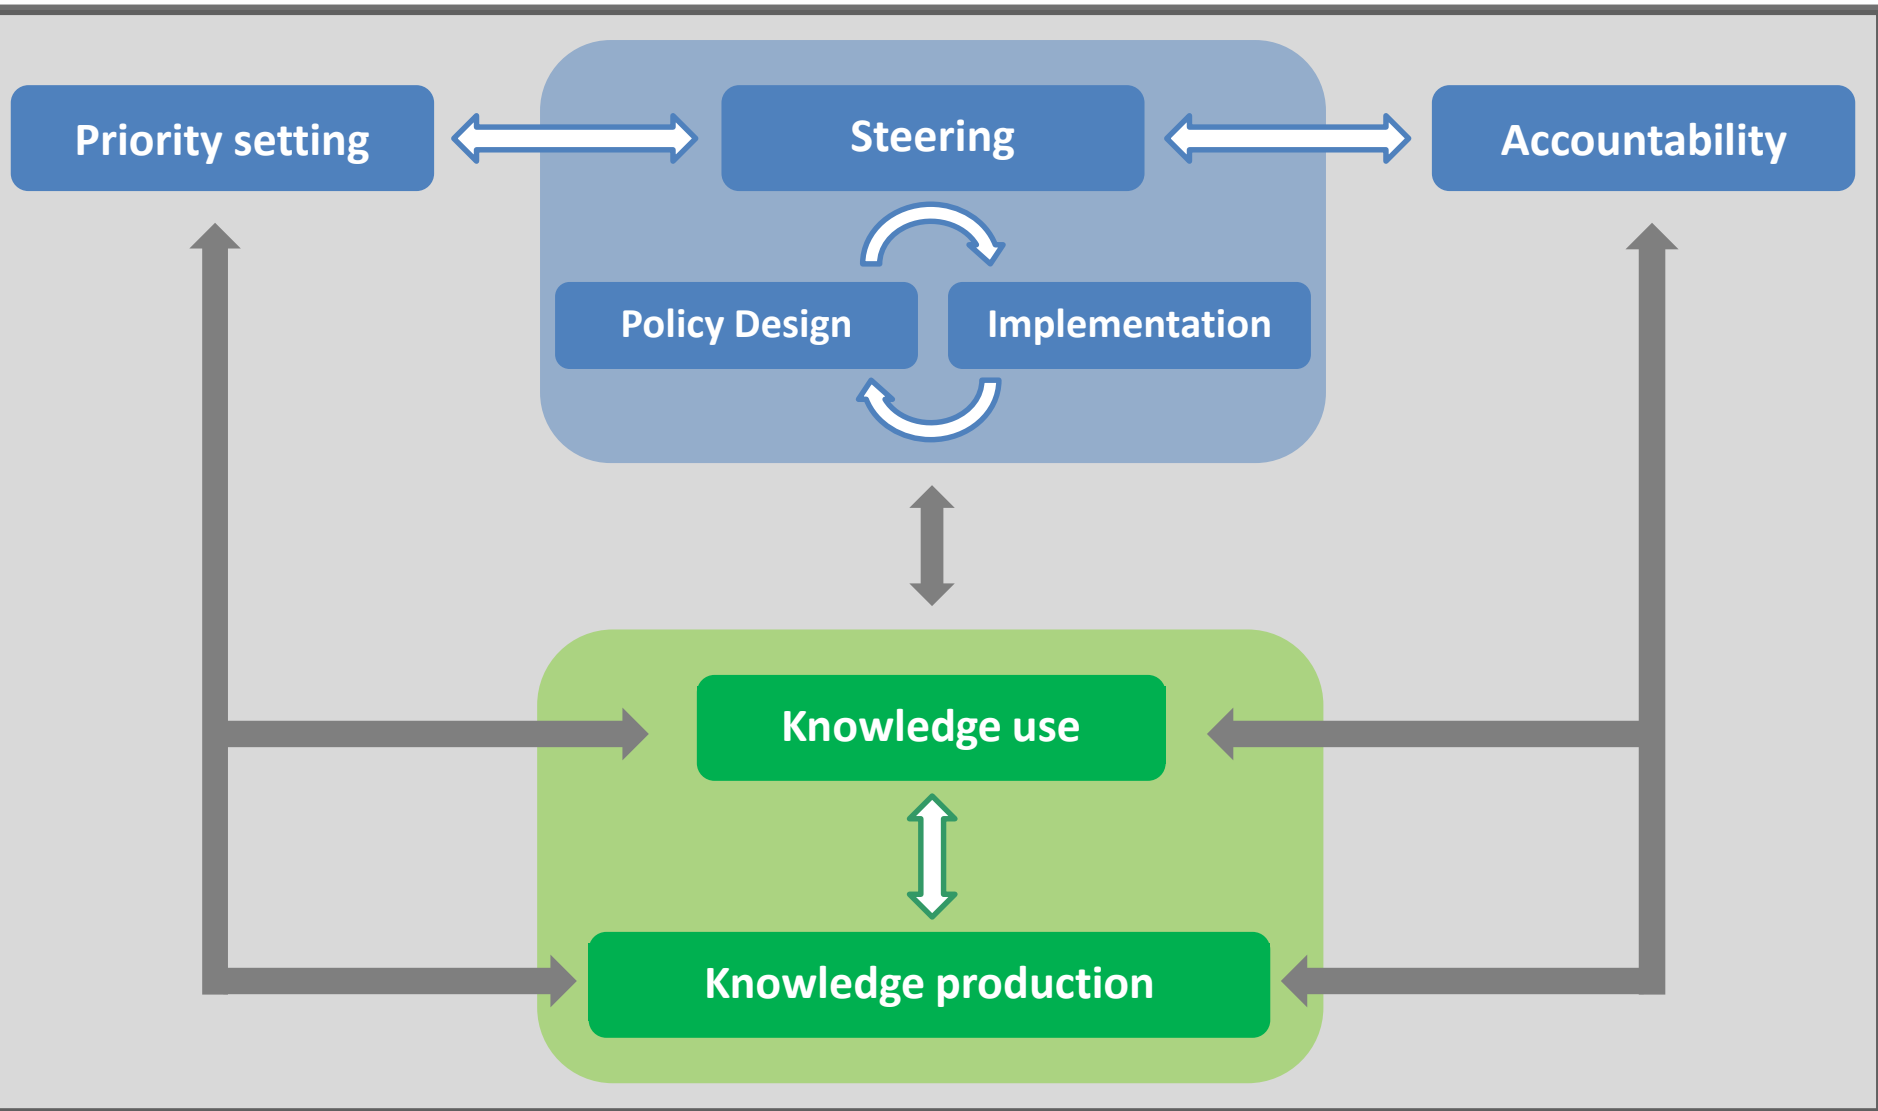 Priority setting
Steering
Accountability
Policy Design
Implementation
Knowledge use
Knowledge production